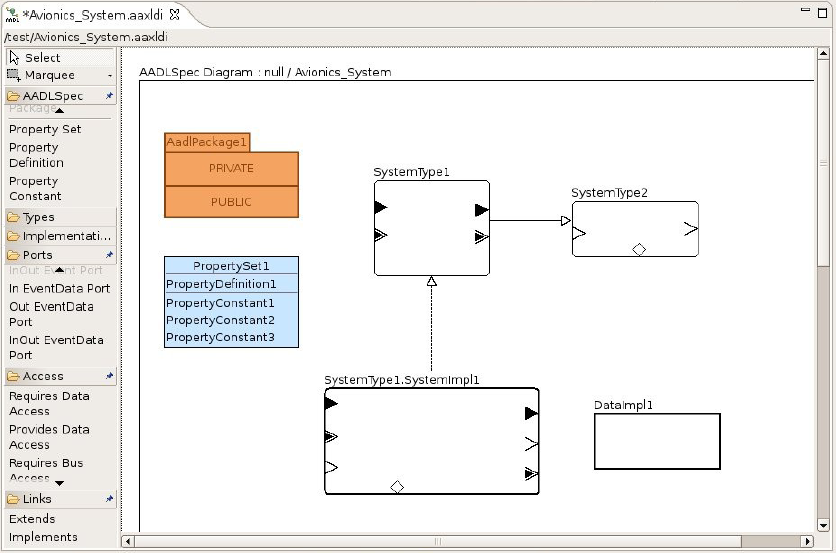 AADL
*Avionics_System.aaxldi
/test/Avionics_System.aaxldi
Select
Marquee
AADLSpec
Package
Property Set
Property
Definition
Property
Constant
Types
Implementati...
Ports
InOut Event Port
In EventData Port
Out EventData
Port
InOut EventData
Port
Access
Requires Data
Access
Provides Data
Access
Requires Bus
Access
Links
Extends
Implements
AADLSpec Diagram : null / Avionics_System
AadlPackage1
PRIVATE
PUBLIC
PropertySet1
PropertyDefinition1
PropertyConstant1
PropertyConstant2
PropertyConstant3
SystemType1
SystemType2
SystemType1.SystemImpl1
DataImpl1